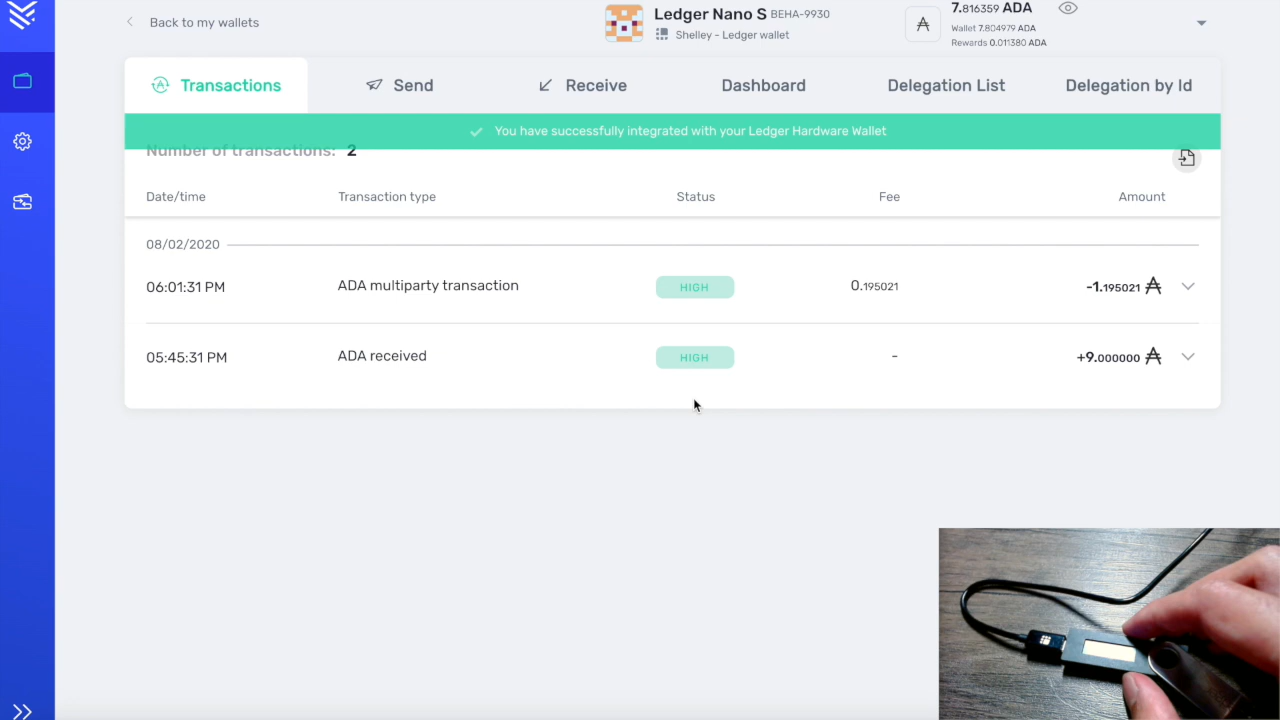 Back to my wallets
Ledger Nano S BEHA-9930
Shelley - Ledger wallet
7.816359 ADA
Wallet 7.804979 ADA
Rewards 0.011380 ADA
Transactions
Send
Receive
Dashboard
Delegation List
Delegation by Id
You have successfully integrated with your Ledger Hardware Wallet
Number of transactions: 2
Date/time Transaction type Status Fee Amount
08/02/2020
06:01:31 PM ADA multiparty transaction HIGH 0.195021 -1.195021
05:45:31 PM ADA received HIGH - +9.000000